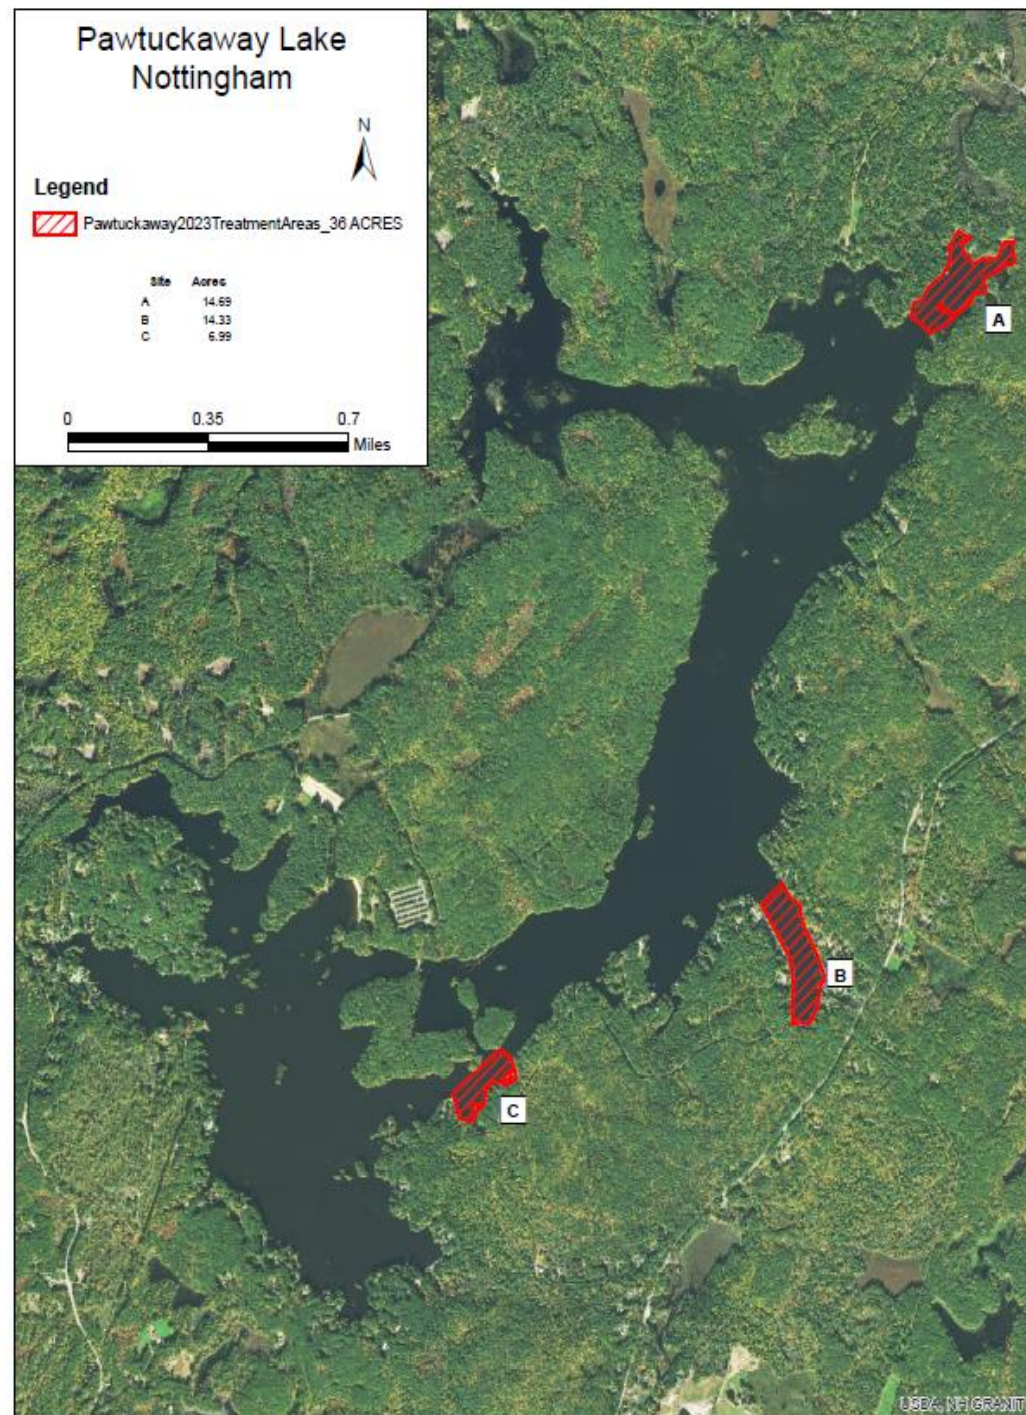 Pawtuckaway Lake
Nottingham
N
Legend
Pawtuckaway2023TreatmentAreas_36 ACRES
Site Acres
A 14.69
B 14.33
C 6.99
0 0.35 0.7
Miles
A
B
C
USDA, NH GRANIT